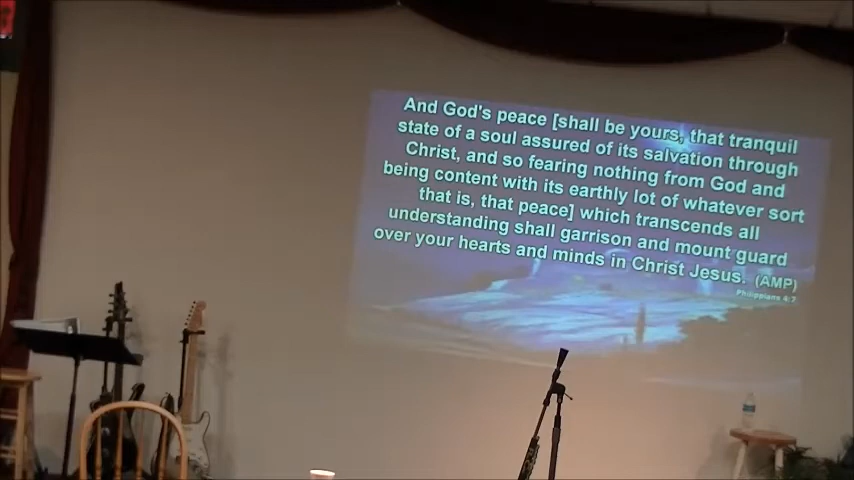 And God's peace [shall be yours, that tranquil
state of a soul assured of its salvation through
Christ, and so fearing nothing from God and
being content with its earthly lot of whatever sort
that is, that peace] which transcends all
understanding shall garrison and mount guard
over your hearts and minds in Christ Jesus. (AMP)
Philippians 4:7